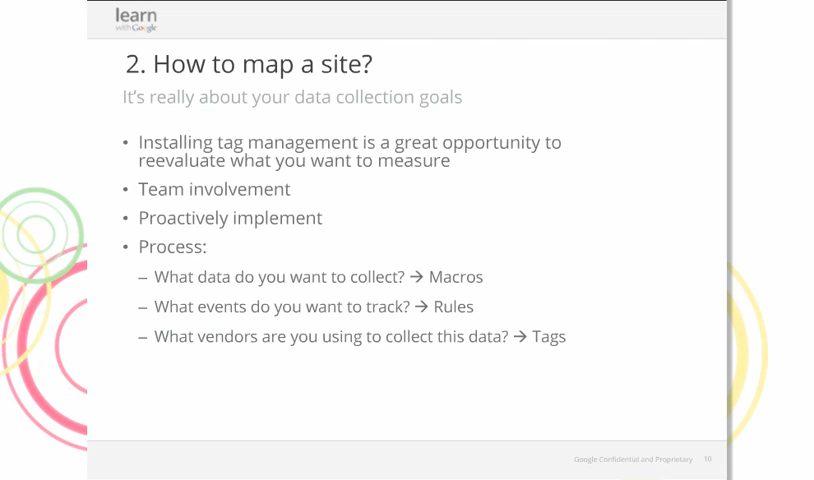 learn
with Google
2. How to map a site?
It's really about your data collection goals
• Installing tag management is a great opportunity to
reevaluate what you want to measure
• Team involvement
• Proactively implement
• Process:
– What data do you want to collect? → Macros
– What events do you want to track? → Rules
– What vendors are you using to collect this data? → Tags
Google Confidential and Proprietary 10